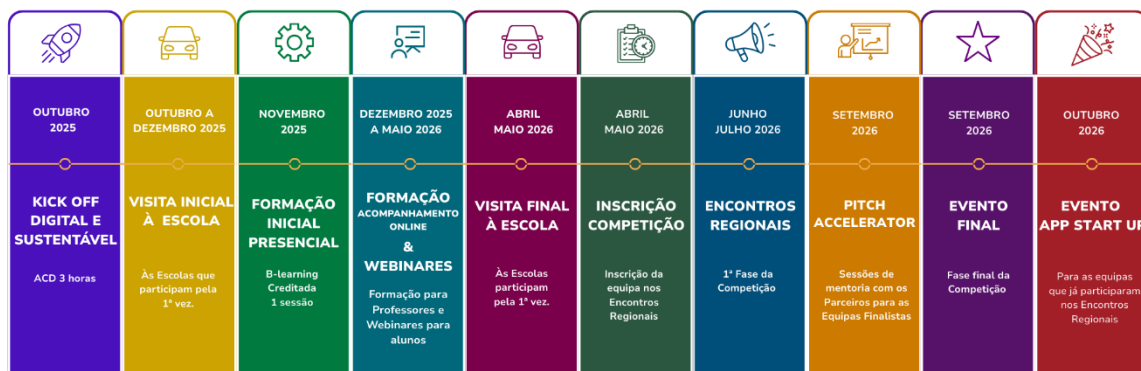 OUTUBRO
2025
KICK OFF
DIGITAL E
SUSTENTÁVEL
ACD 3 horas
OUTUBRO A
DEZEMBRO 2025
VISITA INICIAL
À ESCOLA
Às Escolas que
participam pela
1ª vez.
NOVEMBRO
2025
FORMAÇÃO
INICIAL
PRESENCIAL
B-learning
Creditada
1 sessão
DEZEMBRO 2025
A MAIO 2026
FORMAÇÃO
ACOMPANHAMENTO
ONLINE
&
WEBINARES
Formação para
Professores e
Webinares para
alunos
ABRIL
MAIO 2026
VISITA FINAL
À ESCOLA
Às Escolas
participam
pela 1ª vez.
ABRIL
MAIO 2026
INSCRIÇÃO
COMPETIÇÃO
Inscrição da
equipa nos
Encontros
Regionais
JUNHO
JULHO 2026
ENCONTROS
REGIONAIS
1ª Fase da
Competição
SETEMBRO
2026
PITCH
ACCELERATOR
Sessões de
mentoria com os
Parceiros para as
Equipas Finalistas
SETEMBRO
2026
EVENTO
FINAL
Fase final da
Competição
OUTUBRO
2026
EVENTO
APP START UP
Para as equipas
que já participaram
nos Encontros
Regionais